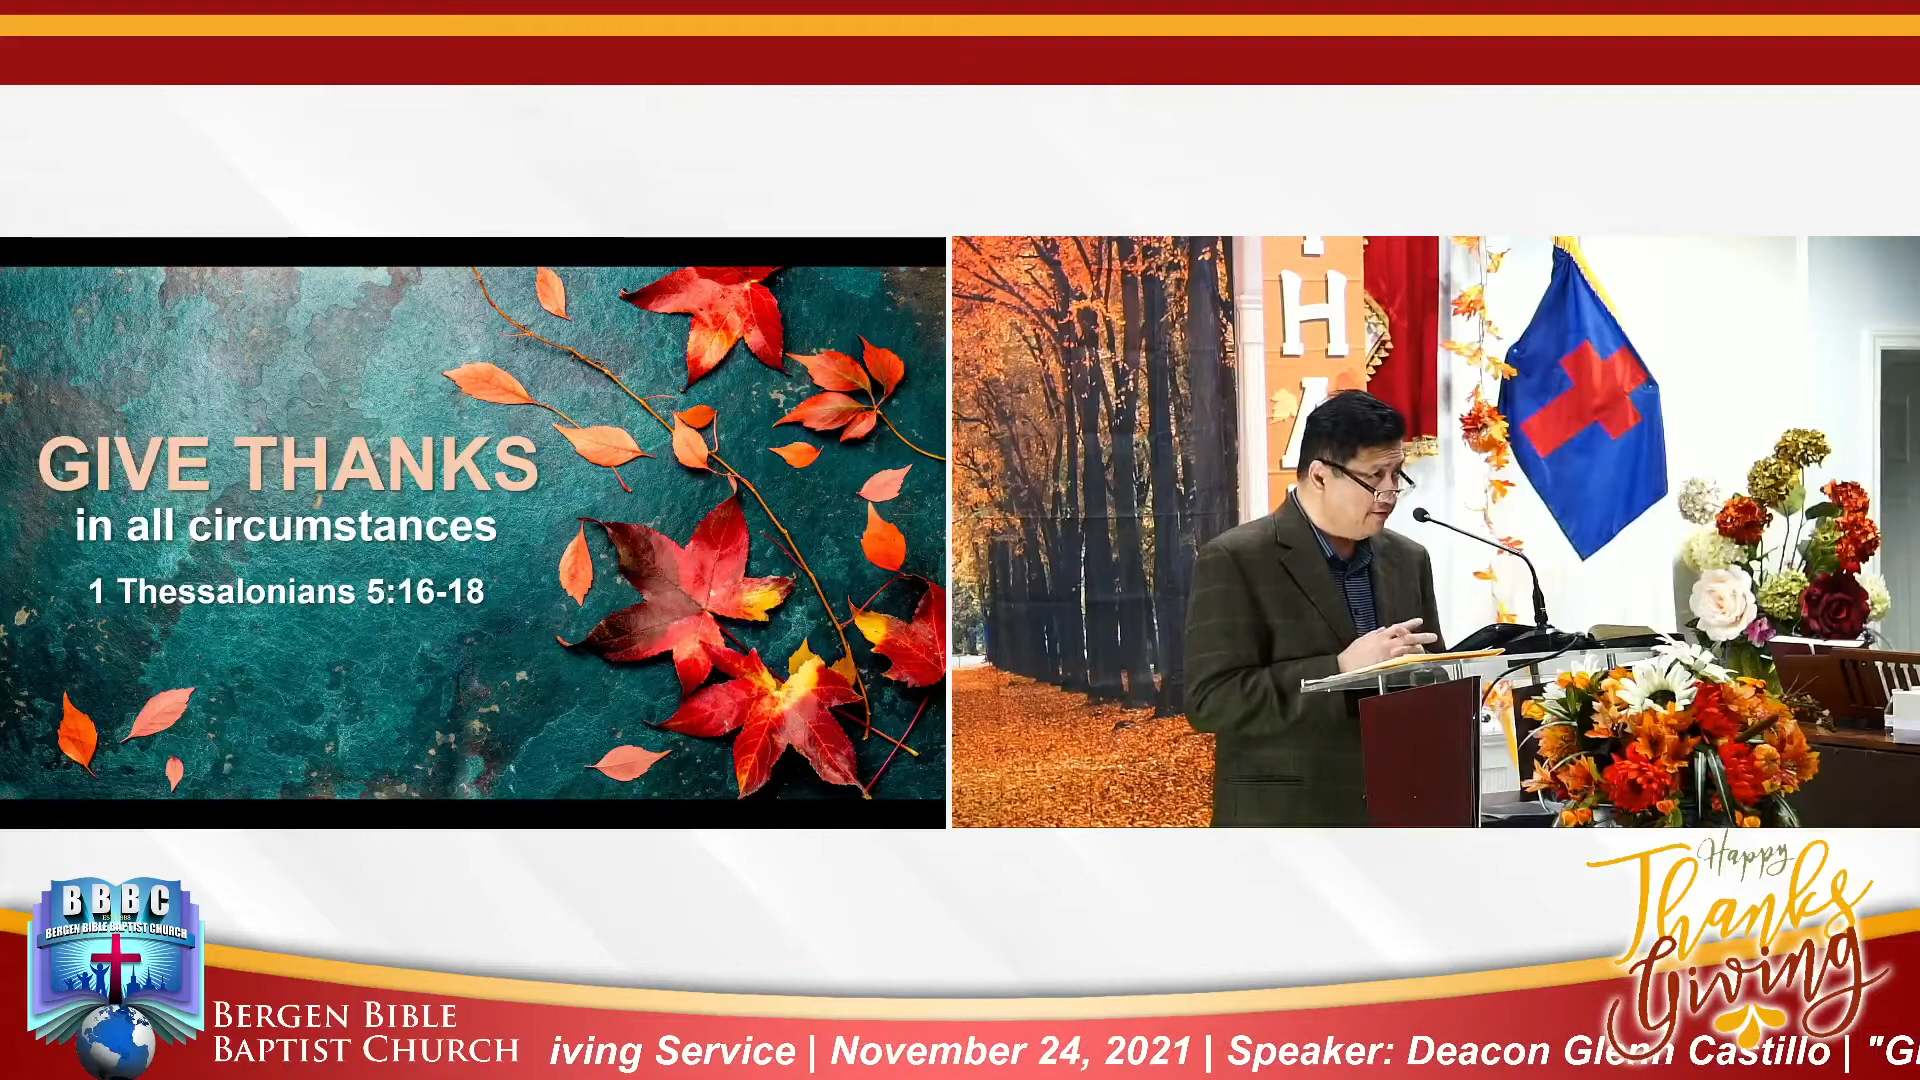 GIVE THANKS
in all circumstances
1 Thessalonians 5:16-18
H
Happy
Thanks
Giving
BBBC
BERGEN BIBLE BAPTIST CHURCH
BERGEN BIBLE
BAPTIST CHURCH
iving Service | November 24, 2021 | Speaker: Deacon Glenn Castillo | "G